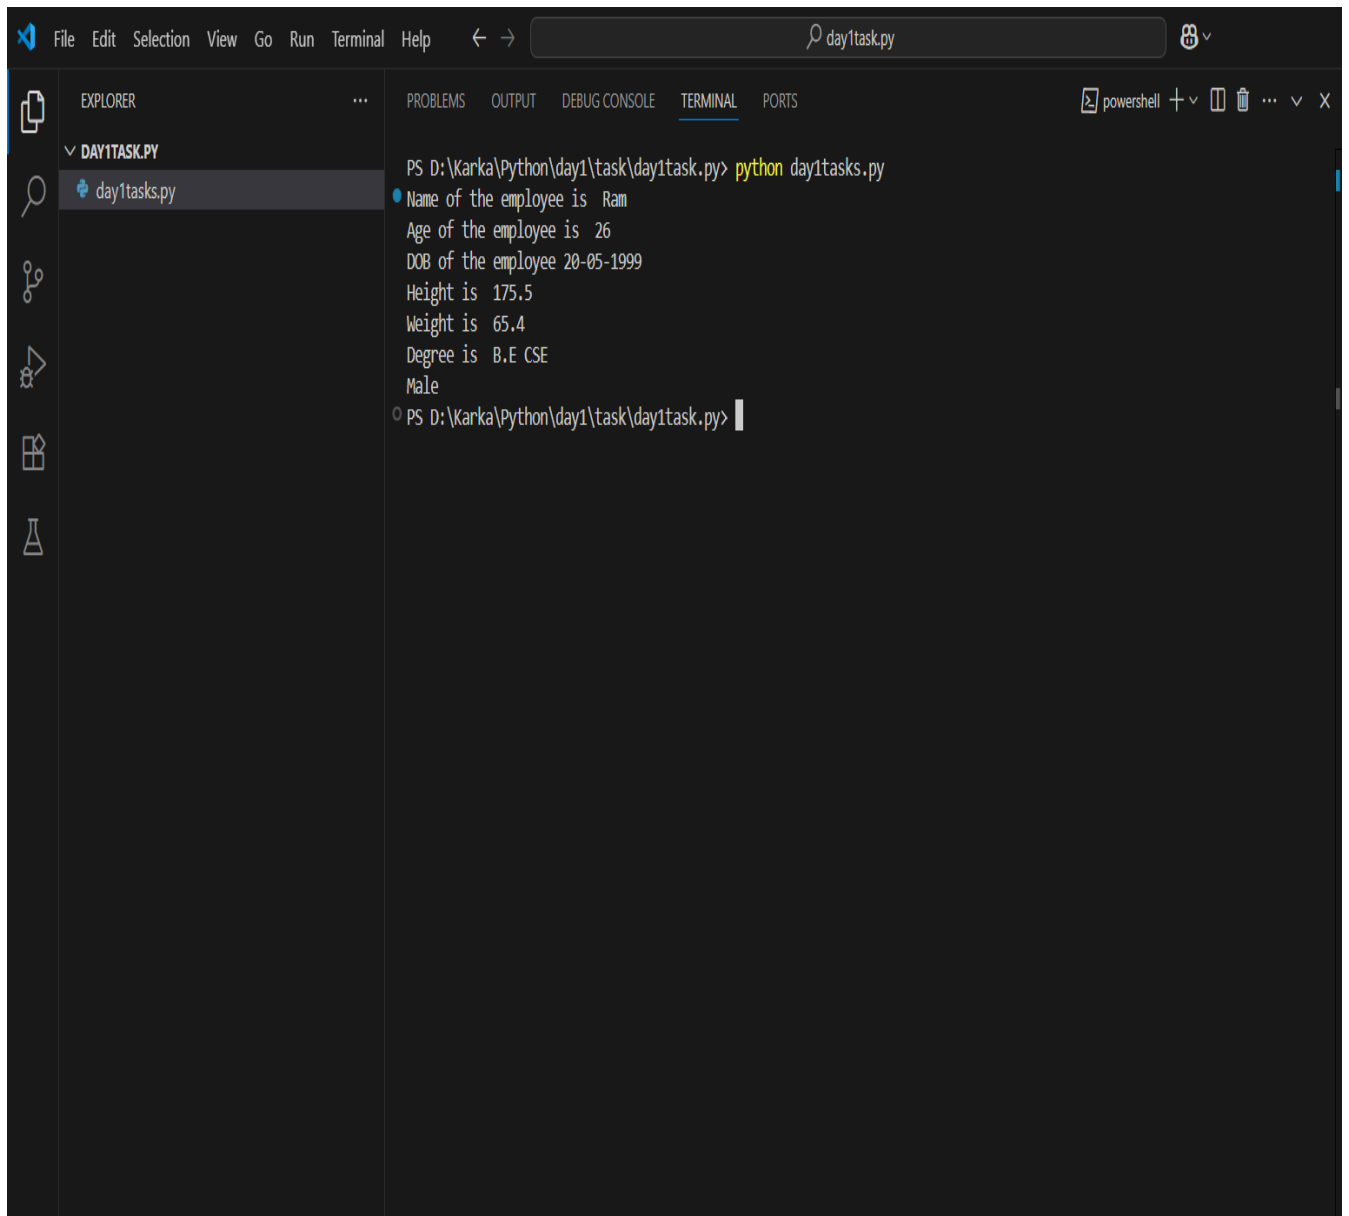 File Edit Selection View Go Run Terminal Help day1task.py
EXPLORER
DAY1TASK.PY
day1tasks.py
PROBLEMS OUTPUT DEBUG CONSOLE TERMINAL PORTS powershell
PS D:\Karka\Python\day1\task\day1task.py> python day1tasks.py
Name of the employee is  Ram
Age of the employee is  26
DOB of the employee 20-05-1999
Height is  175.5
Weight is  65.4
Degree is  B.E CSE
Male
PS D:\Karka\Python\day1\task\day1task.py>